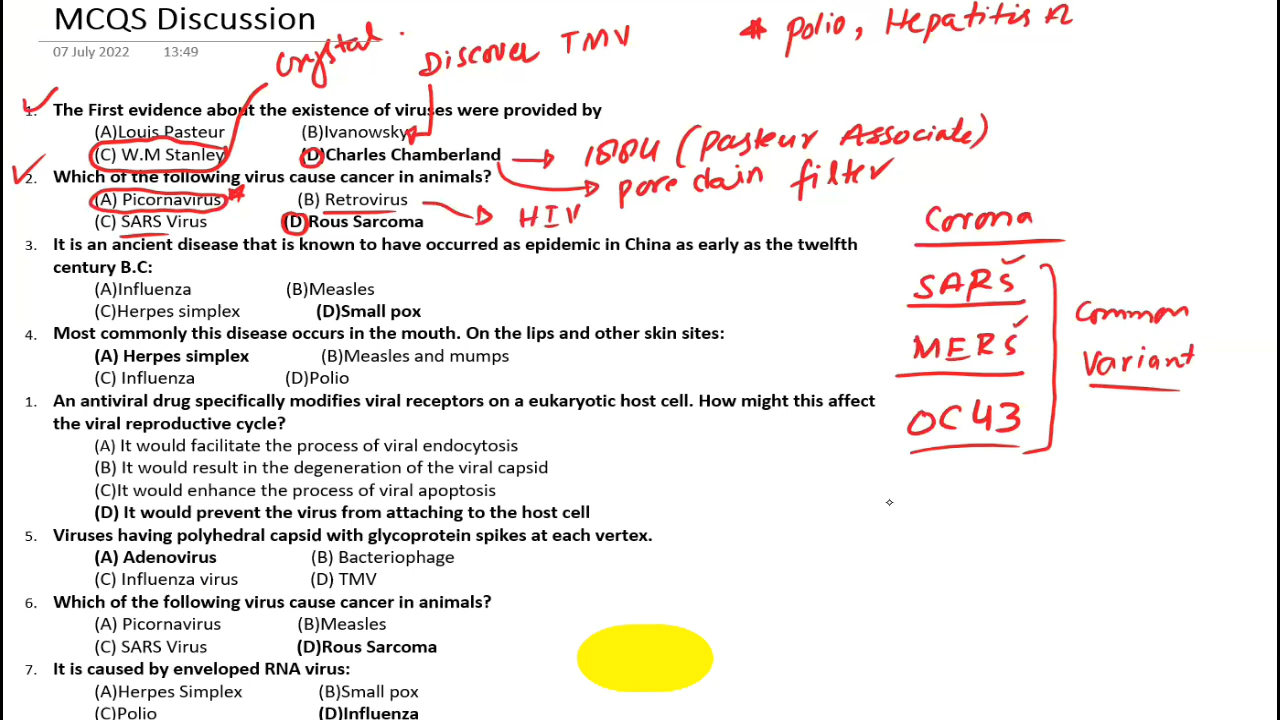 MCQS Discussion
07 July 2022 13:49
crystal.
Discover TMV
* polio, Hepatitis A
1. The First evidence about the existence of viruses were provided by
(A)Louis Pasteur (B)Ivanowsky
(C) W.M Stanley (D)Charles Chamberland
1884 (Pasteur Associate)
porcelain filter
2. Which of the following virus cause cancer in animals?
(A) Picornavirus (B) Retrovirus
HIV
(C) SARS Virus (D) Rous Sarcoma
3. It is an ancient disease that is known to have occurred as epidemic in China as early as the twelfth
century B.C:
(A)Influenza (B)Measles
(C)Herpes simplex (D)Small pox
4. Most commonly this disease occurs in the mouth. On the lips and other skin sites:
(A) Herpes simplex (B)Measles and mumps
(C) Influenza (D)Polio
1. An antiviral drug specifically modifies viral receptors on a eukaryotic host cell. How might this affect
the viral reproductive cycle?
(A) It would facilitate the process of viral endocytosis
(B) It would result in the degeneration of the viral capsid
(C)It would enhance the process of viral apoptosis
(D) It would prevent the virus from attaching to the host cell
5. Viruses having polyhedral capsid with glycoprotein spikes at each vertex.
(A) Adenovirus (B) Bacteriophage
(C) Influenza virus (D) TMV
6. Which of the following virus cause cancer in animals?
(A) Picornavirus (B)Measles
(C) SARS Virus (D)Rous Sarcoma
7. It is caused by enveloped RNA virus:
(A)Herpes Simplex (B)Small pox
(C)Polio (D)Influenza
Corona
SARS
MERS
OC43
Common
Variant